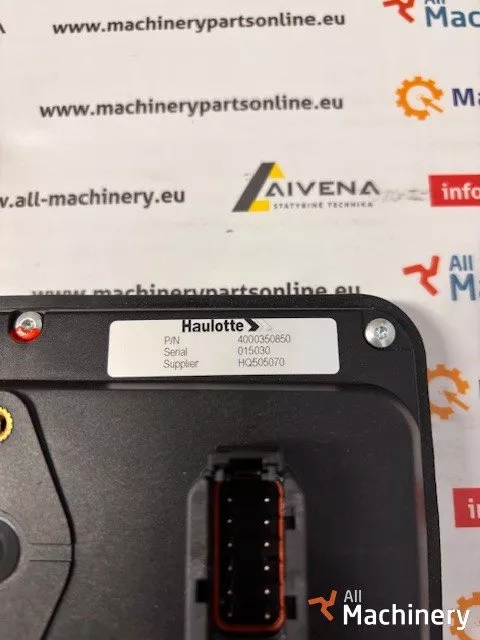 www.machinerypartsonline.eu
All
Machinery
www.machinerypartsonline.eu
Ma
w.all-machinery.eu
AIVENA
STATYBINĖ TECHNIKA
info
www.machinerypartsonline.eu
All
Ma
Haulotte
P/N 4000350850
Serial 015030
Supplier HQ505070
All
Machinery